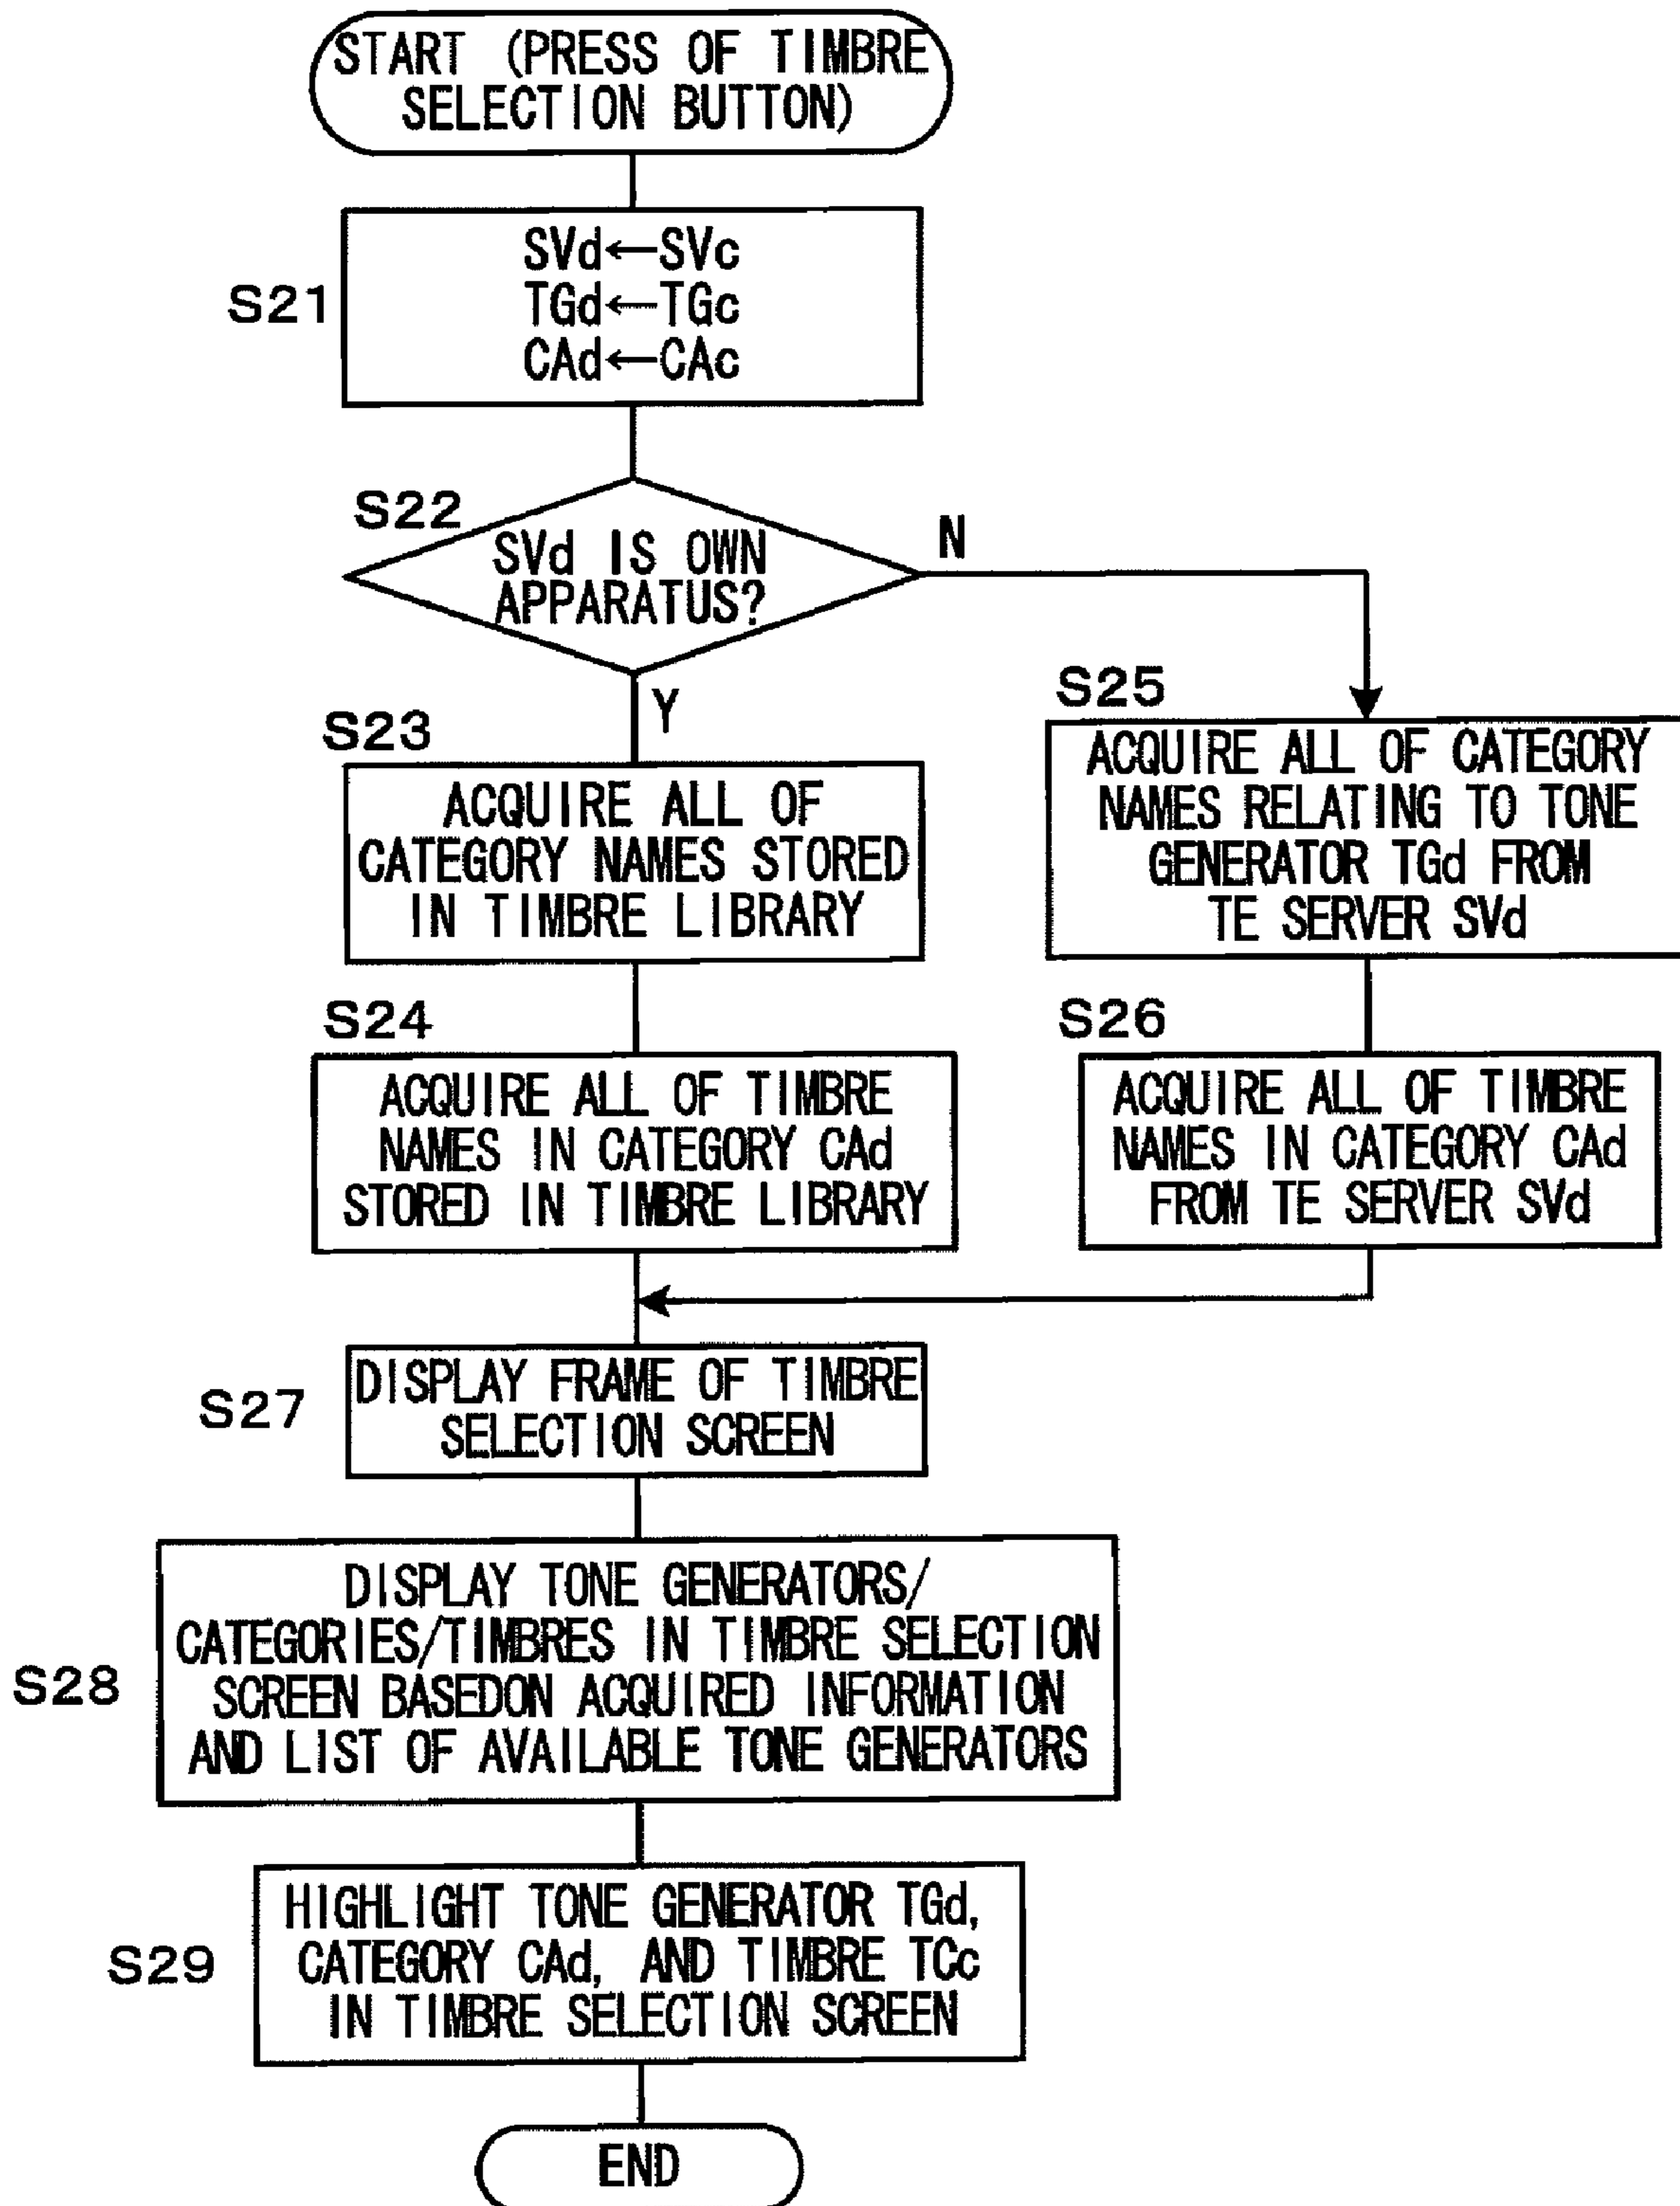 START (PRESS OF TIMBRE
SELECTION BUTTON)
S21
SVd←SVc
TGd←TGc
CAd←CAc
S22
SVd IS OWN
APPARATUS?
N
Y
S23
ACQUIRE ALL OF
CATEGORY NAMES STORED
IN TIMBRE LIBRARY
S25
ACQUIRE ALL OF CATEGORY
NAMES RELATING TO TONE
GENERATOR TGd FROM
TE SERVER SVd
S24
ACQUIRE ALL OF TIMBRE
NAMES IN CATEGORY CAd
STORED IN TIMBRE LIBRARY
S26
ACQUIRE ALL OF TIMBRE
NAMES IN CATEGORY CAd
FROM TE SERVER SVd
S27
DISPLAY FRAME OF TIMBRE
SELECTION SCREEN
S28
DISPLAY TONE GENERATORS/
CATEGORIES/TIMBRES IN TIMBRE SELECTION
SCREEN BASEDON ACQUIRED INFORMATION
AND LIST OF AVAILABLE TONE GENERATORS
S29
HIGHLIGHT TONE GENERATOR TGd,
CATEGORY CAd, AND TIMBRE TCc
IN TIMBRE SELECTION SCREEN
END